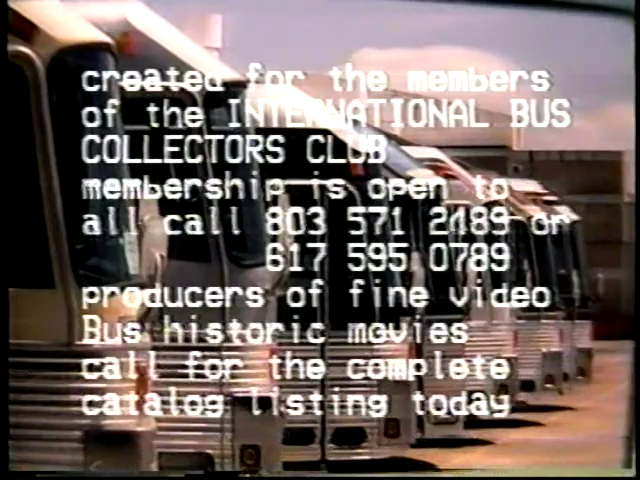 created for the members
of the INTERNATIONAL BUS
COLLECTORS CLUB
membership is open to
all call 803 571 2489 or
617 595 0789
producers of fine video
Bus historic movies
call for the complete
catalog listing today